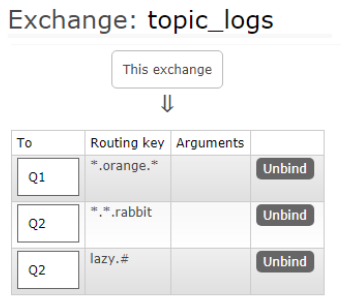 Exchange: topic_logs
This exchange
⇓
To Routing key Arguments
Q1 *.orange.* Unbind
Q2 *.*.rabbit Unbind
Q2 lazy.# Unbind